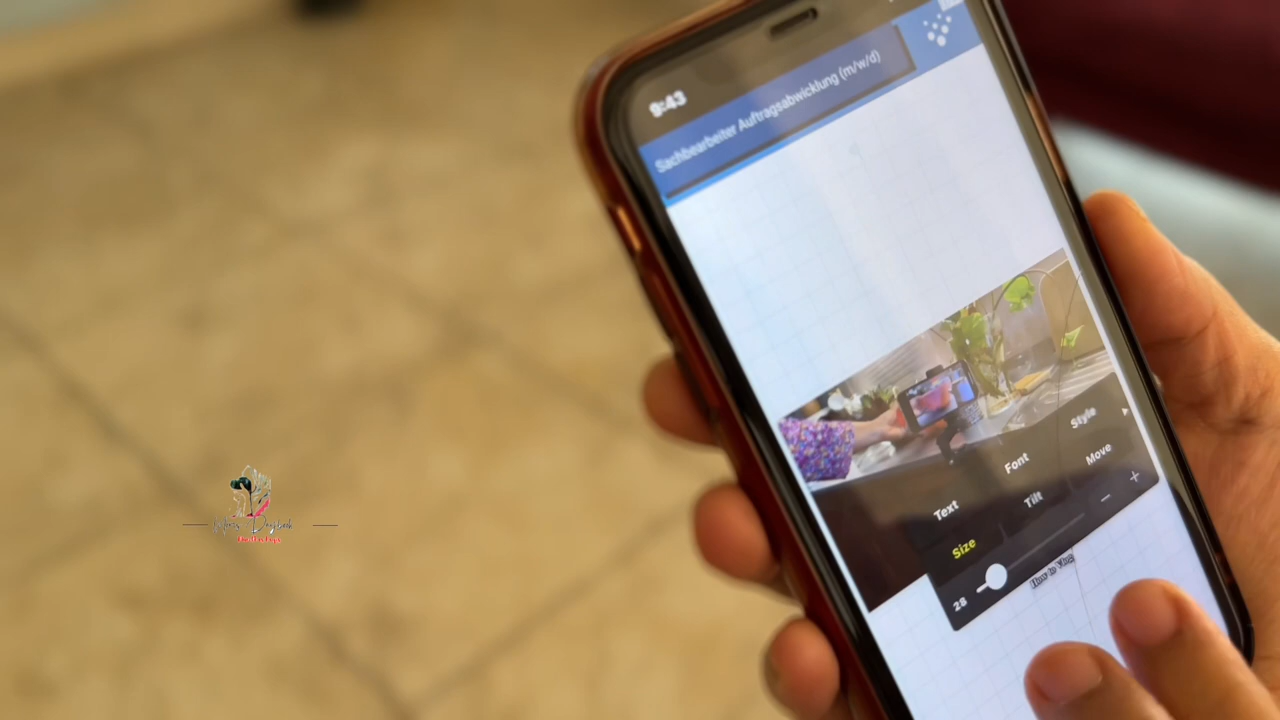 9:43
Sachbearbeiter Auftragsabwicklung (m/w/d)
Text Font Style
Size Tilt Move
28
How to Vlog